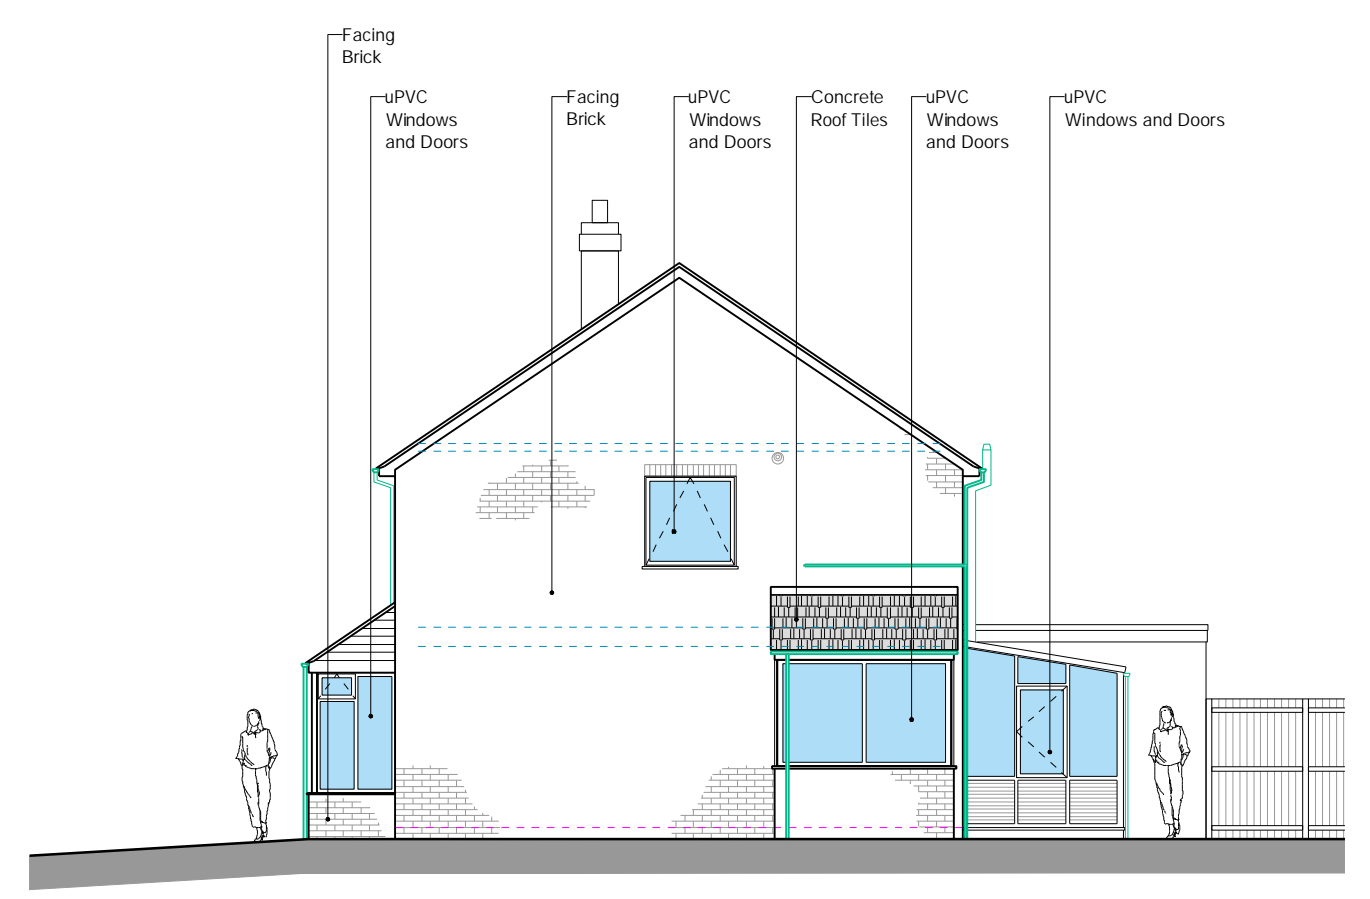 Facing
Brick
uPVC
Windows
and Doors
Facing
Brick
uPVC
Windows
and Doors
Concrete
Roof Tiles
uPVC
Windows
and Doors
uPVC
Windows and Doors